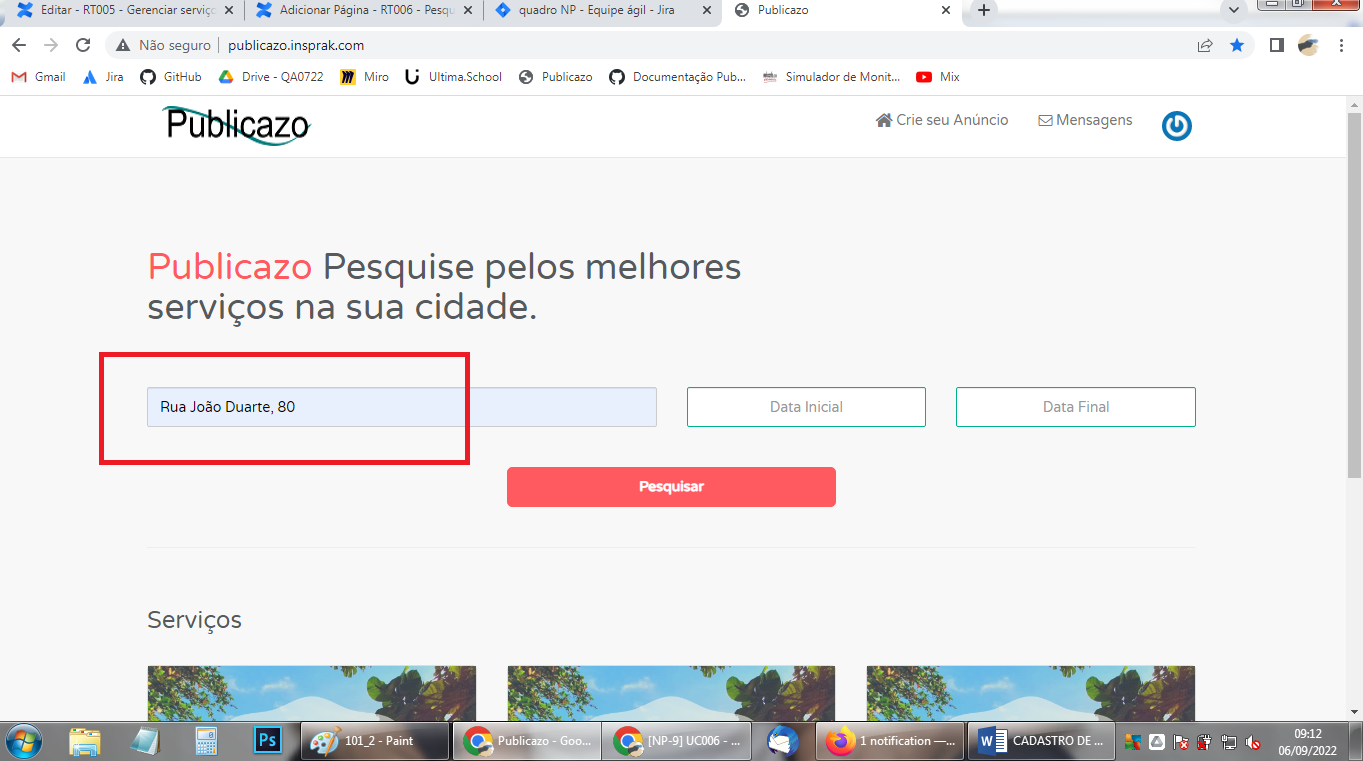 Editar - RT005 - Gerenciar serviç
Adicionar Página - RT006 - Pesqu
quadro NP - Equipe ágil - Jira
Publicazo
Não seguro
publicazo.insprak.com
Gmail
Jira
GitHub
Drive - QA0722
Miro
Ultima.School
Publicazo
Documentação Pub...
Simulador de Monit...
Mix
Publicazo
Crie seu Anúncio
Mensagens
Publicazo Pesquise pelos melhores
serviços na sua cidade.
Rua João Duarte, 80
Data Inicial
Data Final
Pesquisar
Serviços
Ps
101_2 - Paint
Publicazo - Goo...
[NP-9] UC006 - ...
1 notification —...
CADASTRO DE ...
09:12
06/09/2022